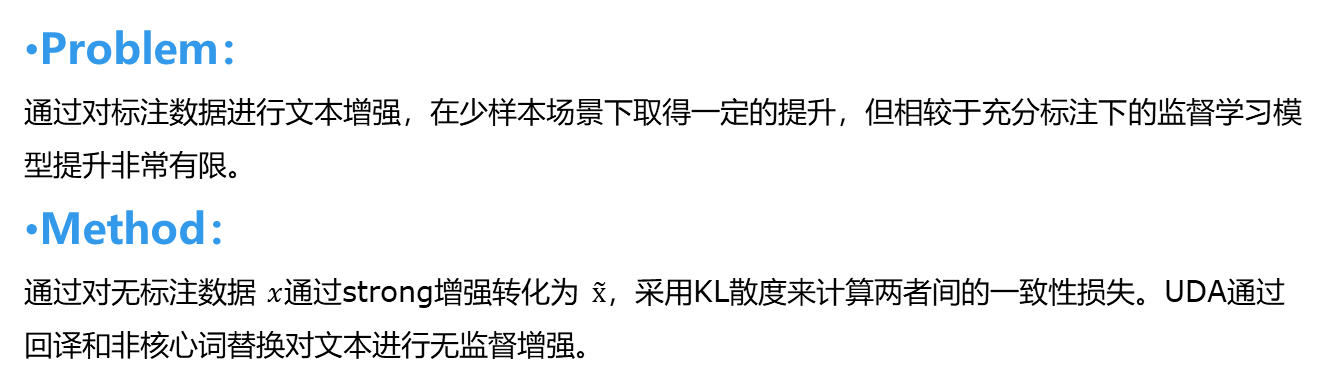 •Problem：
通过对标注数据进行文本增强，在少样本场景下取得一定的提升，但相较于充分标注下的监督学习模
型提升非常有限。
•Method：
通过对无标注数据 𝑥通过strong增强转化为 x̃，采用KL散度来计算两者间的一致性损失。UDA通过
回译和非核心词替换对文本进行无监督增强。